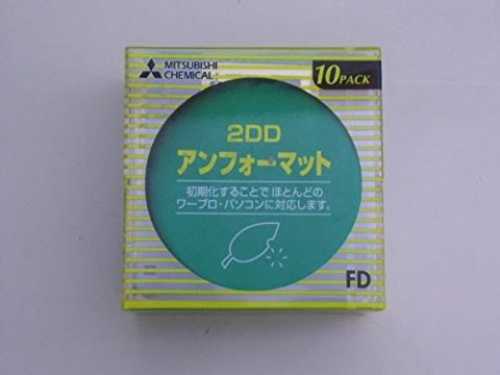 MITSUBISHI
CHEMICAL
10PACK
2DD
アンフォーマット
初期化することでほとんどの
ワープロ・パソコンに対応します。
FD